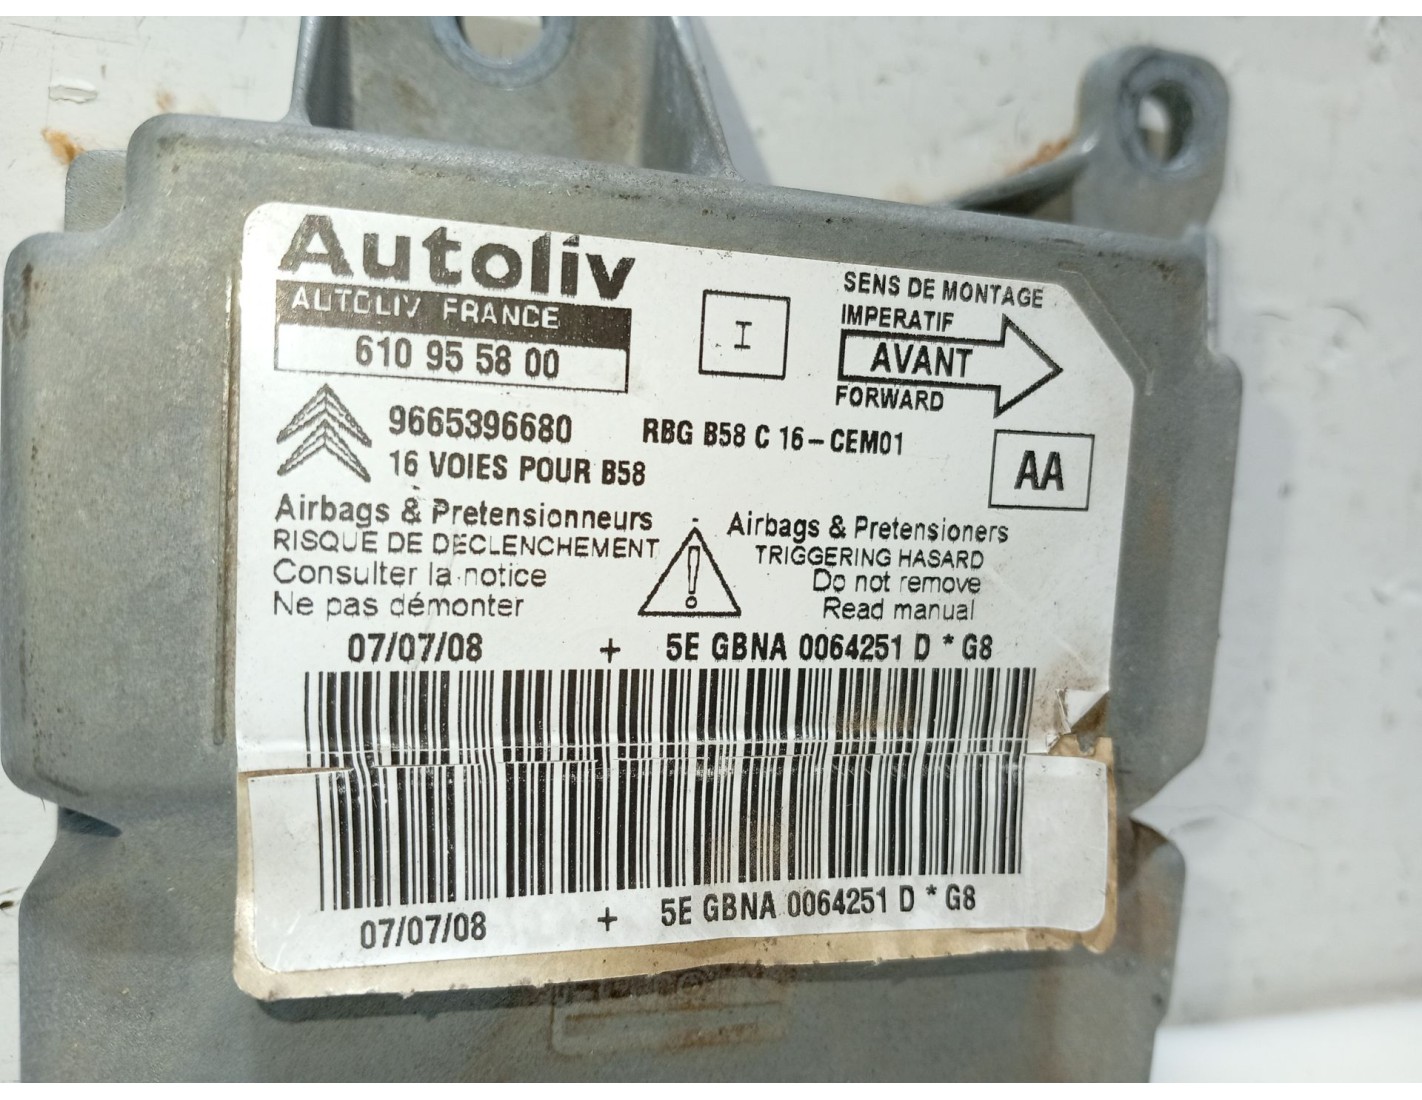 Autoliv
AUTOLIV FRANCE
610 95 58 00
I
SENS DE MONTAGE
IMPERATIF
AVANT
FORWARD
9665396680
RBG B58 C 16-CEM01
16 VOIES POUR B58
AA
Airbags & Pretensionneurs
RISQUE DE DECLENCHEMENT
Consulter la notice
Ne pas démonter
!
Airbags & Pretensioners
TRIGGERING HASARD
Do not remove
Read manual
07/07/08 + 5E GBNA 0064251 D * G8
07/07/08 + 5E GBNA 0064251 D * G8